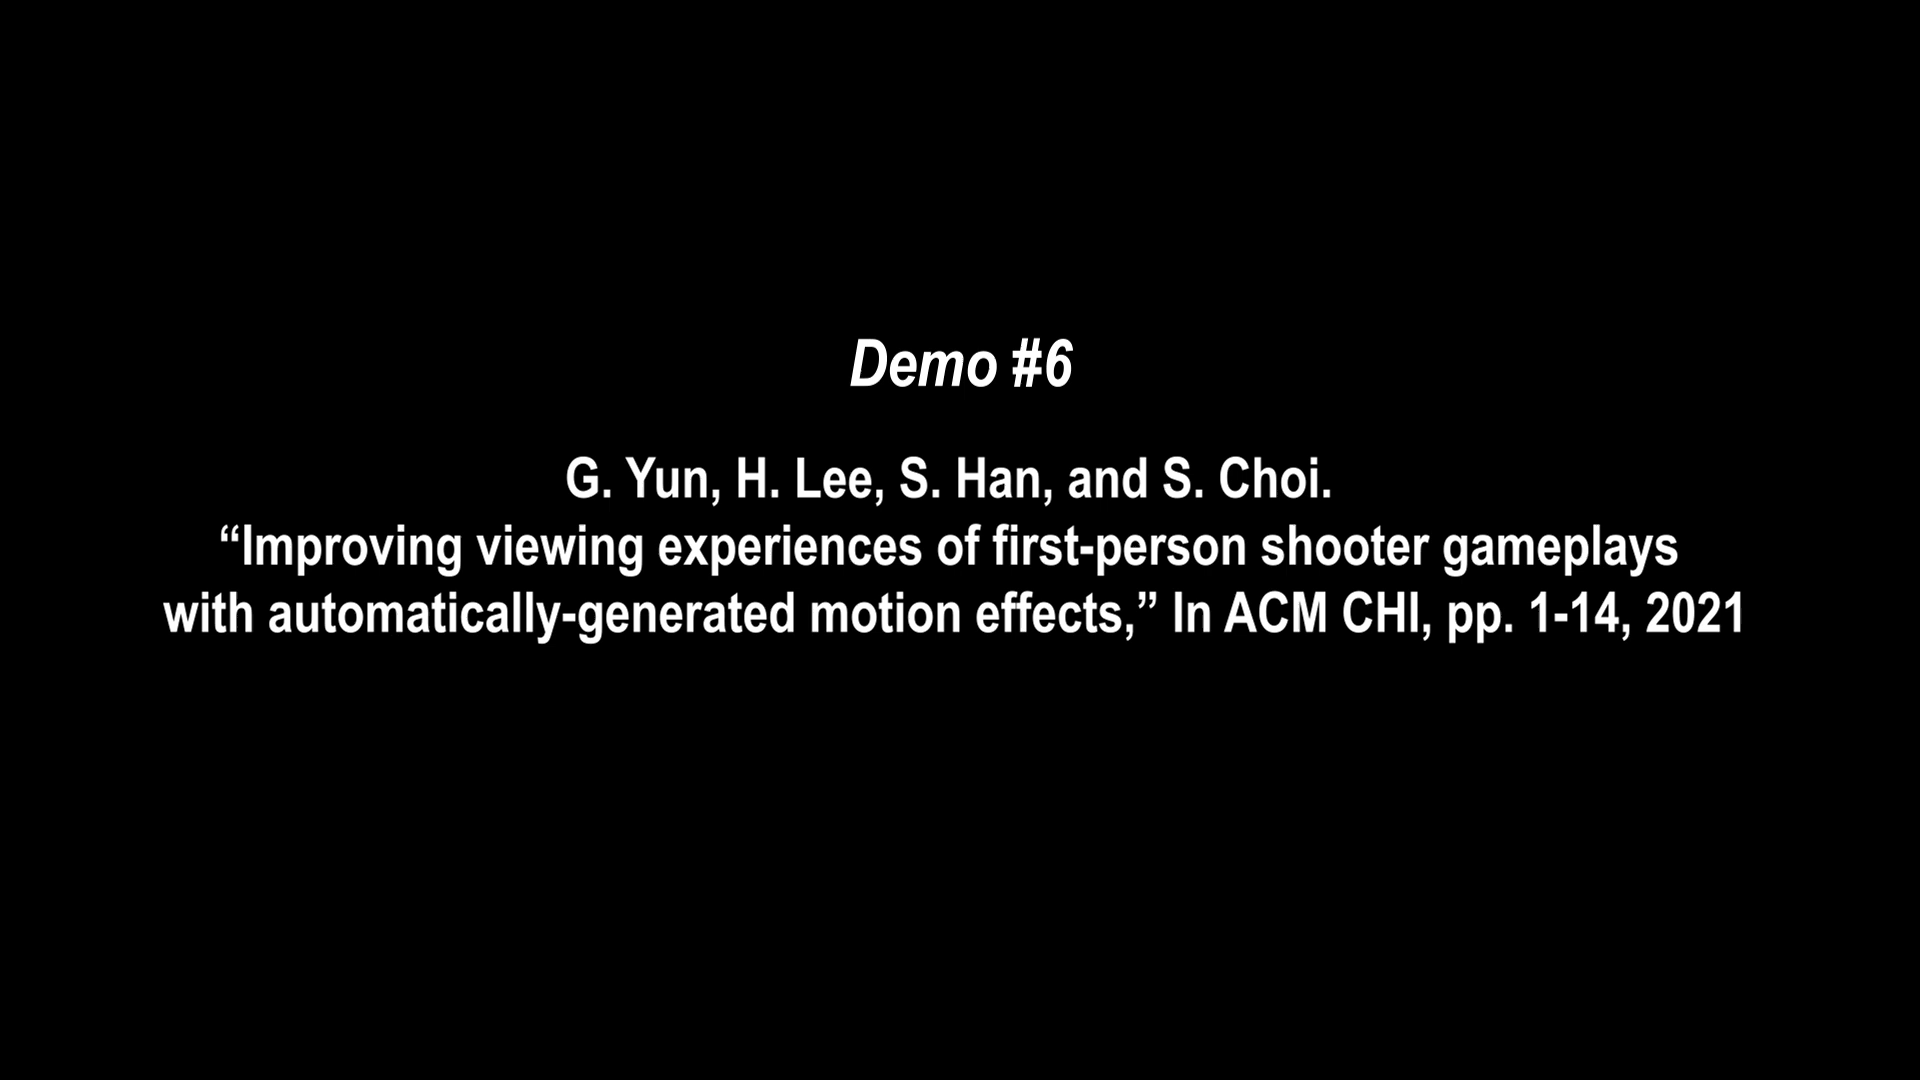 Demo #6
G. Yun, H. Lee, S. Han, and S. Choi.
“Improving viewing experiences of first-person shooter gameplays
with automatically-generated motion effects,” In ACM CHI, pp. 1-14, 2021